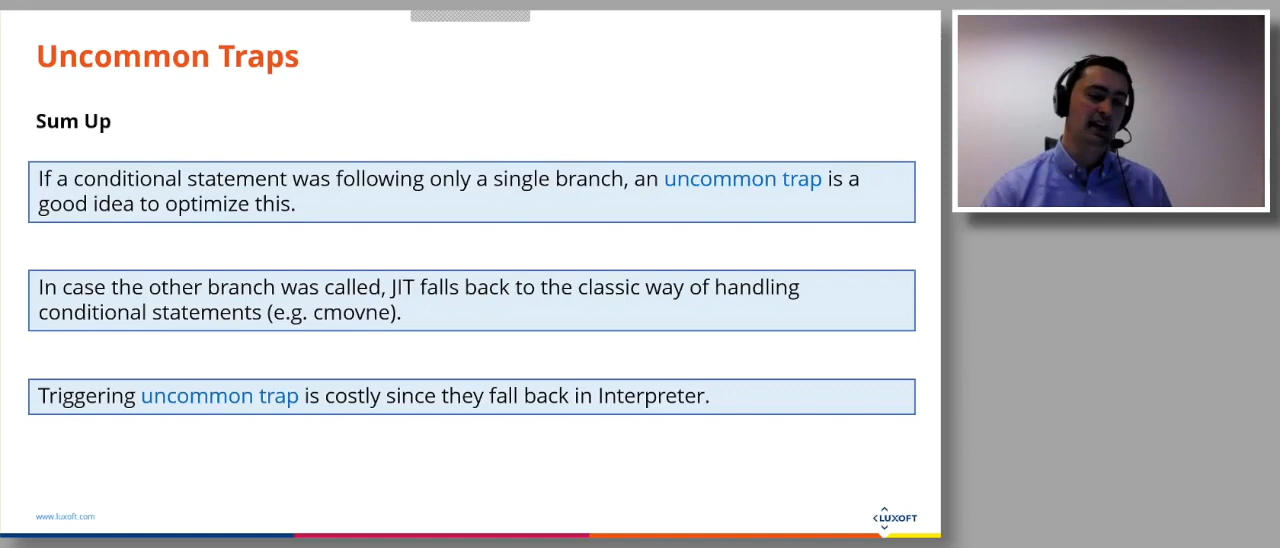 Uncommon Traps
Sum Up
If a conditional statement was following only a single branch, an uncommon trap is a
good idea to optimize this.
In case the other branch was called, JIT falls back to the classic way of handling
conditional statements (e.g. cmovne).
Triggering uncommon trap is costly since they fall back in Interpreter.
www.luxoft.com
LUXOFT